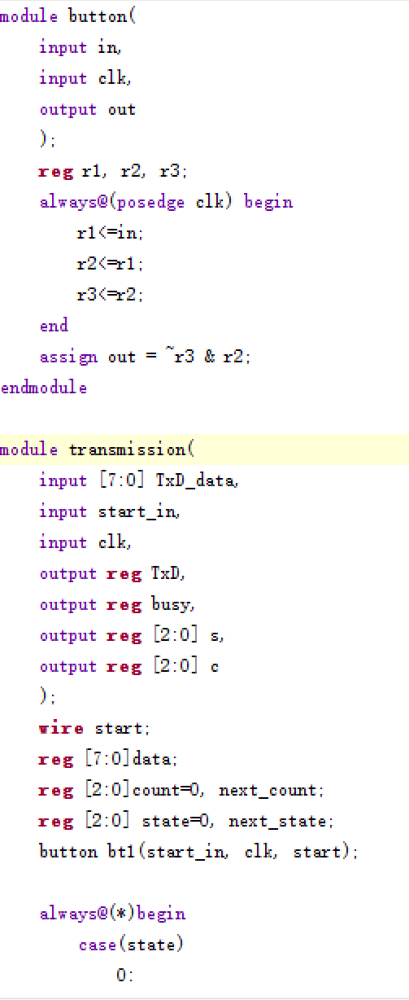 module button(
    input in,
    input clk,
    output out
    );
    reg r1, r2, r3;
    always@(posedge clk) begin
        r1<=in;
        r2<=r1;
        r3<=r2;
    end
    assign out = ~r3 & r2;
endmodule

module transmission(
    input [7:0] TxD_data,
    input start_in,
    input clk,
    output reg TxD,
    output reg busy,
    output reg [2:0] s,
    output reg [2:0] c
    );
    wire start;
    reg [7:0]data;
    reg [2:0]count=0, next_count;
    reg [2:0] state=0, next_state;
    button bt1(start_in, clk, start);

    always@(*)begin
        case(state)
            0: